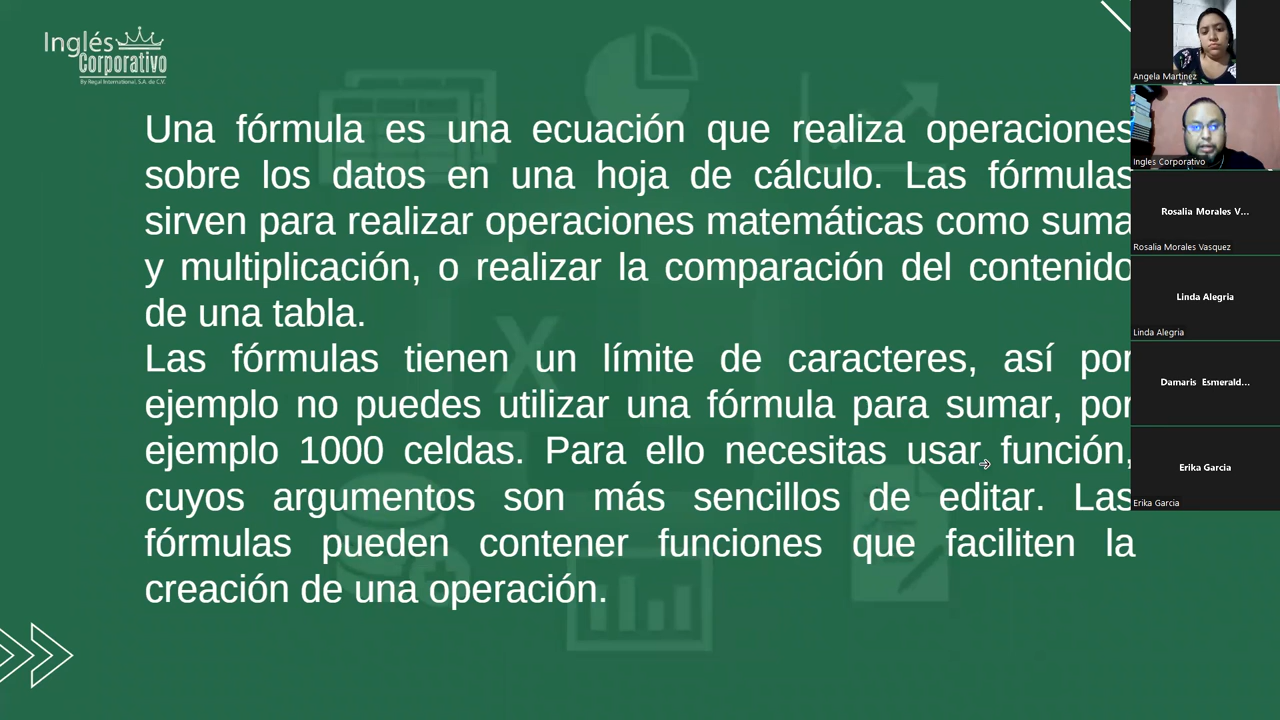 Inglés
Corporativo
By Regal International, S.A. de C.V.
Una fórmula es una ecuación que realiza operaciones
sobre los datos en una hoja de cálculo. Las fórmulas
sirven para realizar operaciones matemáticas como suma
y multiplicación, o realizar la comparación del contenido
de una tabla.
Las fórmulas tienen un límite de caracteres, así por
ejemplo no puedes utilizar una fórmula para sumar, por
ejemplo 1000 celdas. Para ello necesitas usar función,
cuyos argumentos son más sencillos de editar. Las
fórmulas pueden contener funciones que faciliten la
creación de una operación.
Angela Martinez
Ingles Corporativo
Rosalia Morales V...
Rosalia Morales Vasquez
Linda Alegria
Linda Alegria
Damaris Esmerald...
Erika Garcia
Erika Garcia